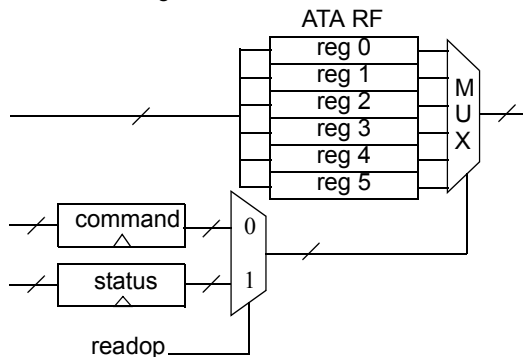 ATA RF
reg 0
reg 1
reg 2
reg 3
reg 4
reg 5
M
U
X
command
0
status
1
readop